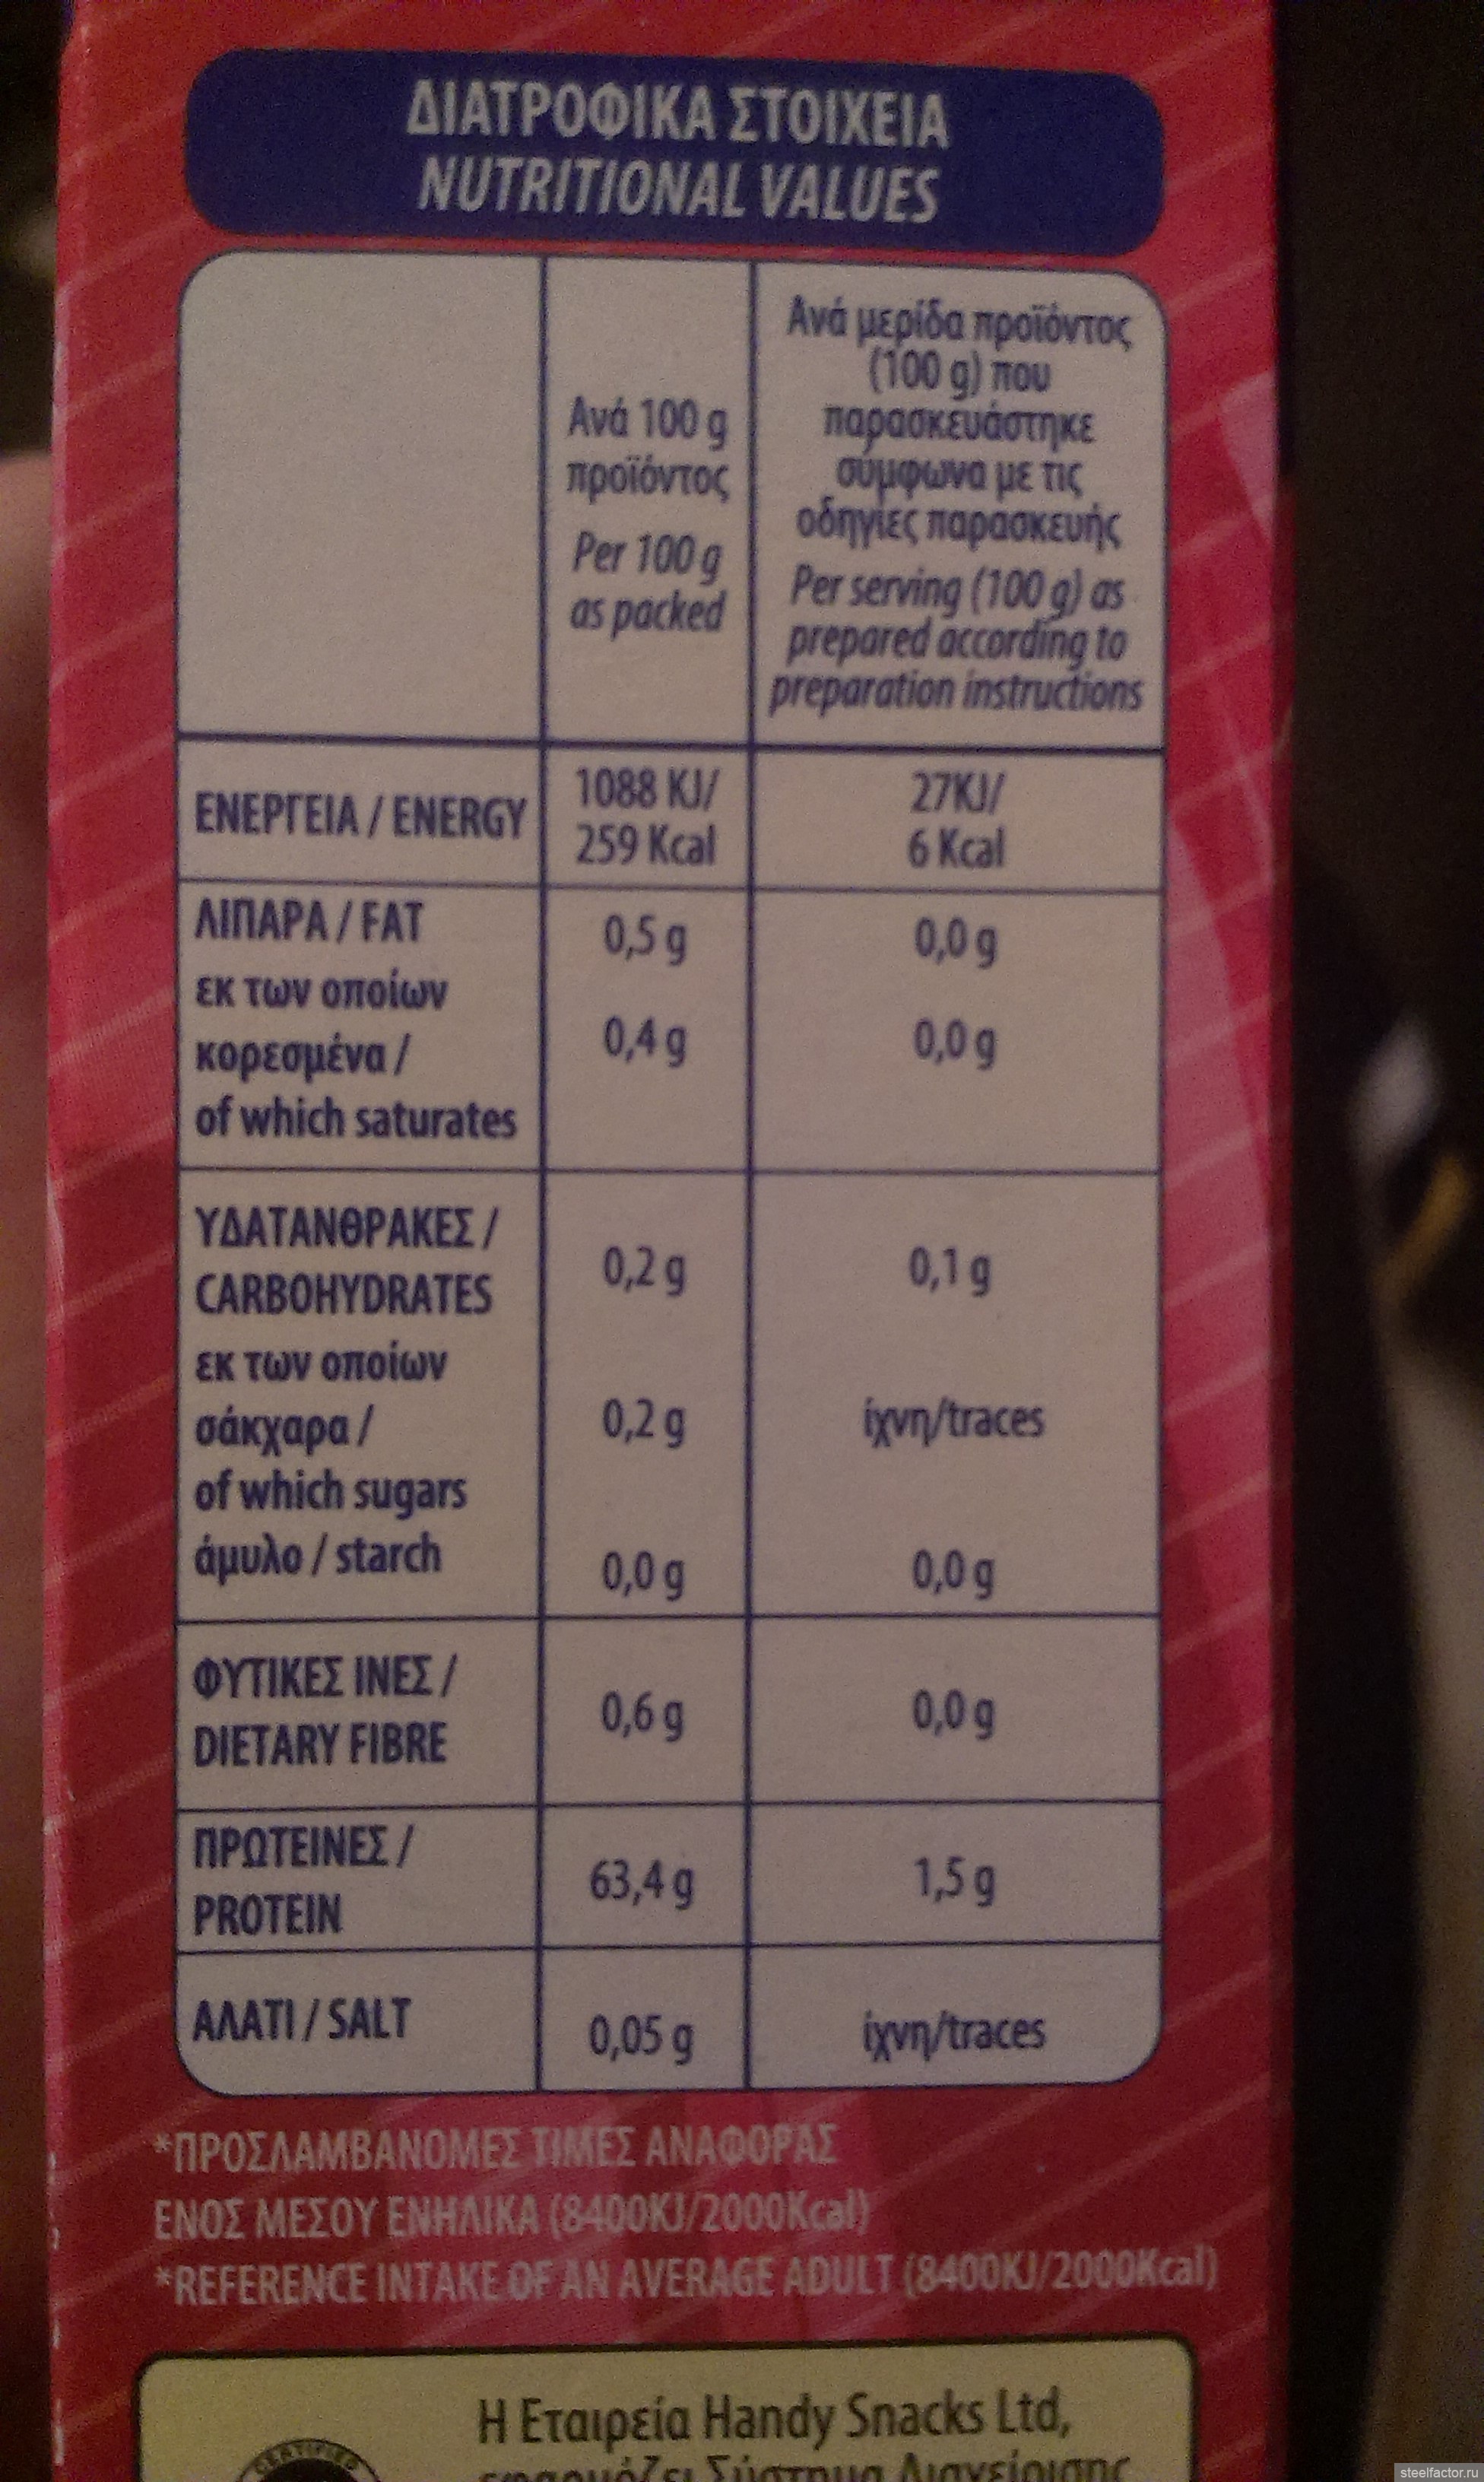 ΔΙΑΤΡΟΦΙΚΑ ΣΤΟΙΧΕΙΑ
NUTRITIONAL VALUES
Ανά 100 g
προϊόντος
Per 100 g
as packed
Ανά μερίδα προϊόντος
(100 g) που
παρασκευάστηκε
σύμφωνα με τις
οδηγίες παρασκευής
Per serving (100 g) as
prepared according to
preparation instructions
ΕΝΕΡΓΕΙΑ / ENERGY
1088 KJ/
259 Kcal
27KJ/
6 Kcal
ΛΙΠΑΡΑ / FAT 0,5 g 0,0 g
εκ των οποίων
κορεσμένα / 0,4 g 0,0 g
of which saturates
ΥΔΑΤΑΝΘΡΑΚΕΣ /
CARBOHYDRATES 0,2 g 0,1 g
εκ των οποίων
σάκχαρα / 0,2 g ίχνη/traces
of which sugars
άμυλο / starch 0,0 g 0,0 g
ΦΥΤΙΚΕΣ ΙΝΕΣ /
DIETARY FIBRE 0,6 g 0,0 g
ΠΡΩΤΕΙΝΕΣ /
PROTEIN 63,4 g 1,5 g
ΑΛΑΤΙ / SALT 0,05 g ίχνη/traces
*ΠΡΟΣΛΑΜΒΑΝΟΜΕΣ ΤΙΜΕΣ ΑΝΑΦΟΡΑΣ
ΕΝΟΣ ΜΕΣΟΥ ΕΝΗΛΙΚΑ (8400KJ/2000Kcal)
*REFERENCE INTAKE OF AN AVERAGE ADULT (8400KJ/2000Kcal)
Η Εταιρεία Handy Snacks Ltd,
εφαρμόζει Σύστημα Διαχείρισης
CERTIFIED
steelfactor.ru